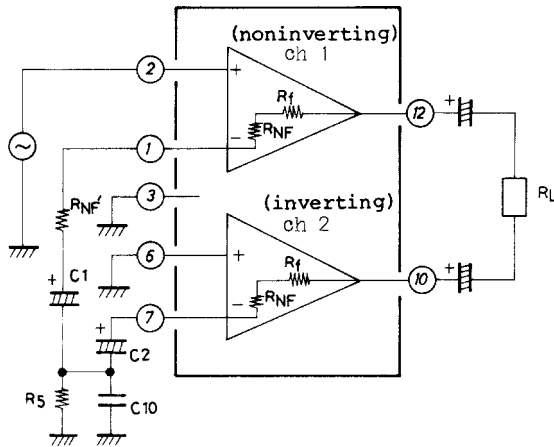 (noninverting)
ch 1
2
+
Rf
RNF
−
1
12
+
RNF'
3
RL
(inverting)
ch 2
6
+
Rf
RNF
−
7
10
+
+
C1
+
C2
R5
C10